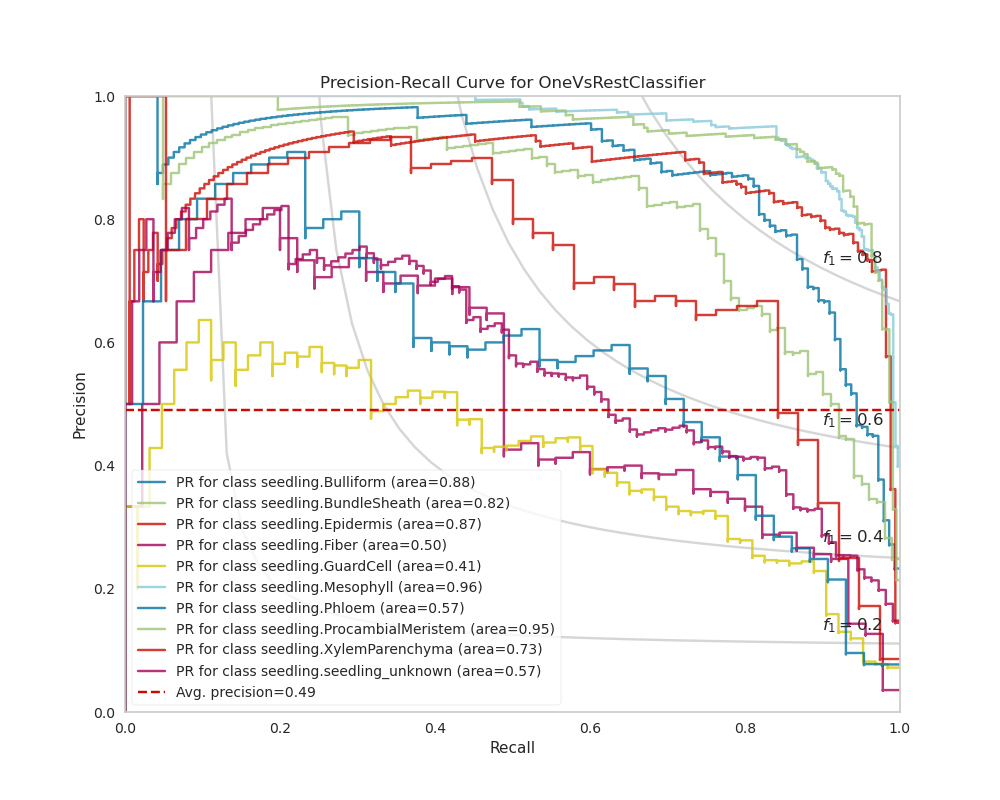 Precision-Recall Curve for OneVsRestClassifier
1.0
0.8
0.6
0.4
0.2
0.0
Precision
f1 = 0.8
f1 = 0.6
f1 = 0.4
f1 = 0.2
PR for class seedling.Bulliform (area=0.88)
PR for class seedling.BundleSheath (area=0.82)
PR for class seedling.Epidermis (area=0.87)
PR for class seedling.Fiber (area=0.50)
PR for class seedling.GuardCell (area=0.41)
PR for class seedling.Mesophyll (area=0.96)
PR for class seedling.Phloem (area=0.57)
PR for class seedling.ProcambialMeristem (area=0.95)
PR for class seedling.XylemParenchyma (area=0.73)
PR for class seedling.seedling_unknown (area=0.57)
Avg. precision=0.49
0.0 0.2 0.4 0.6 0.8 1.0
Recall